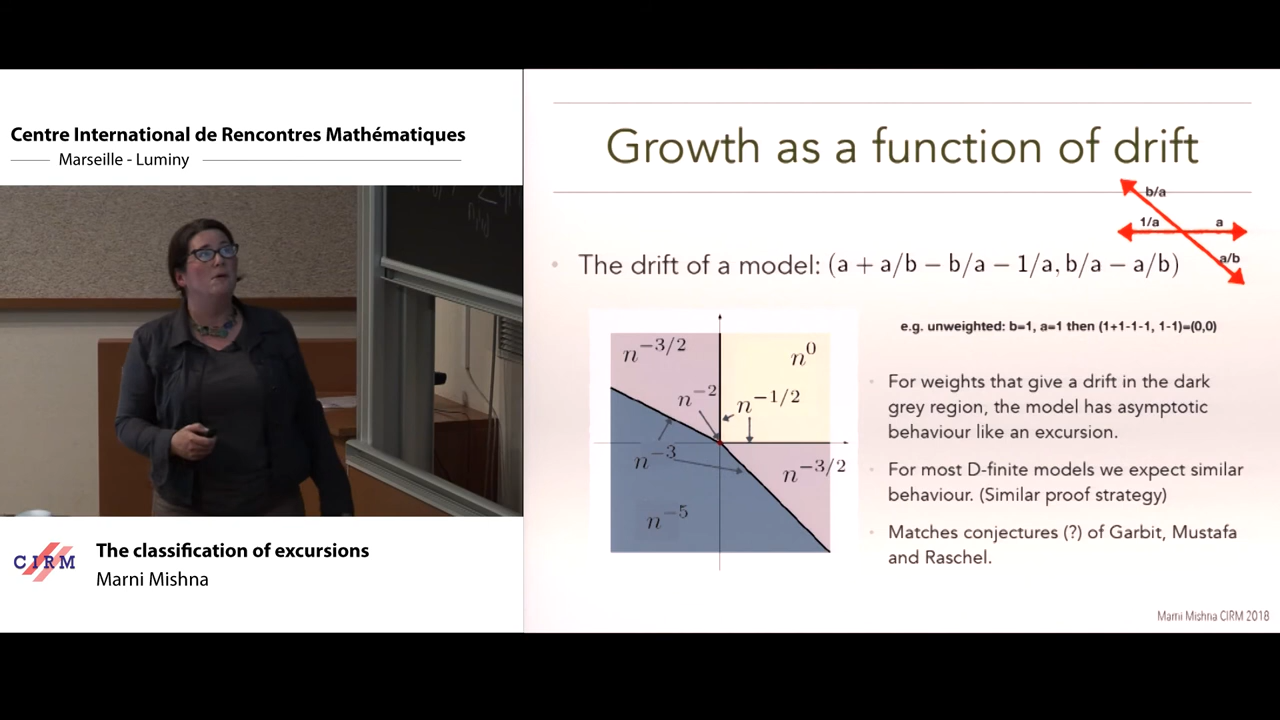 Centre International de Rencontres Mathématiques
Marseille - Luminy
CIRM
The classification of excursions
Marni Mishna
Growth as a function of drift
b/a
1/a
a
a/b
• The drift of a model: (a + a/b − b/a − 1/a, b/a − a/b)
e.g. unweighted: b=1, a=1 then (1+1-1-1, 1-1)=(0,0)
n^{−3/2}
n^0
n^{−2}
n^{−1/2}
n^{−3}
n^{−3/2}
n^{−5}
• For weights that give a drift in the dark
grey region, the model has asymptotic
behaviour like an excursion.
• For most D-finite models we expect similar
behaviour. (Similar proof strategy)
• Matches conjectures (?) of Garbit, Mustafa
and Raschel.
Marni Mishna CIRM 2018